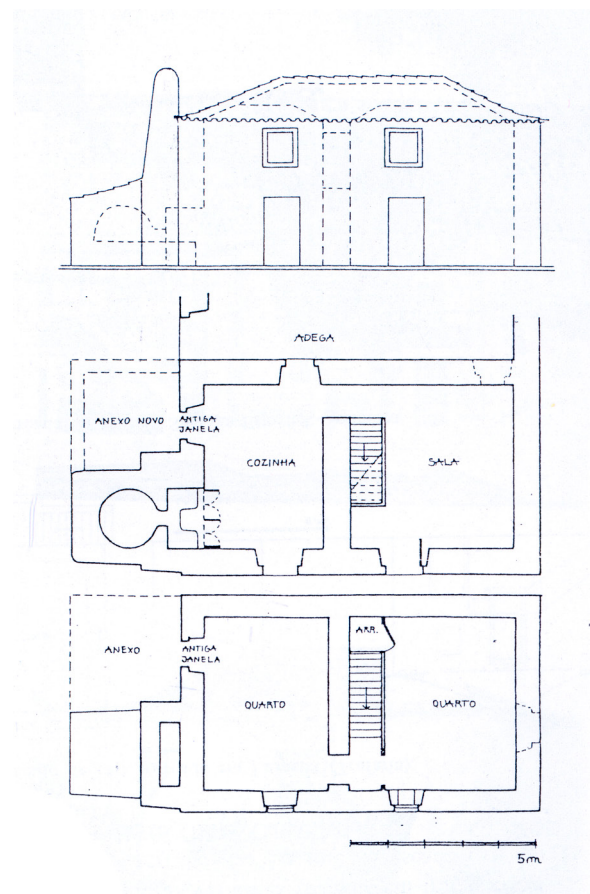 ADEGA
ANEXO NOVO
ANTIGA
JANELA
COZINHA
SALA
ARR.
ANEXO
ANTIGA
JANELA
QUARTO
QUARTO
5m